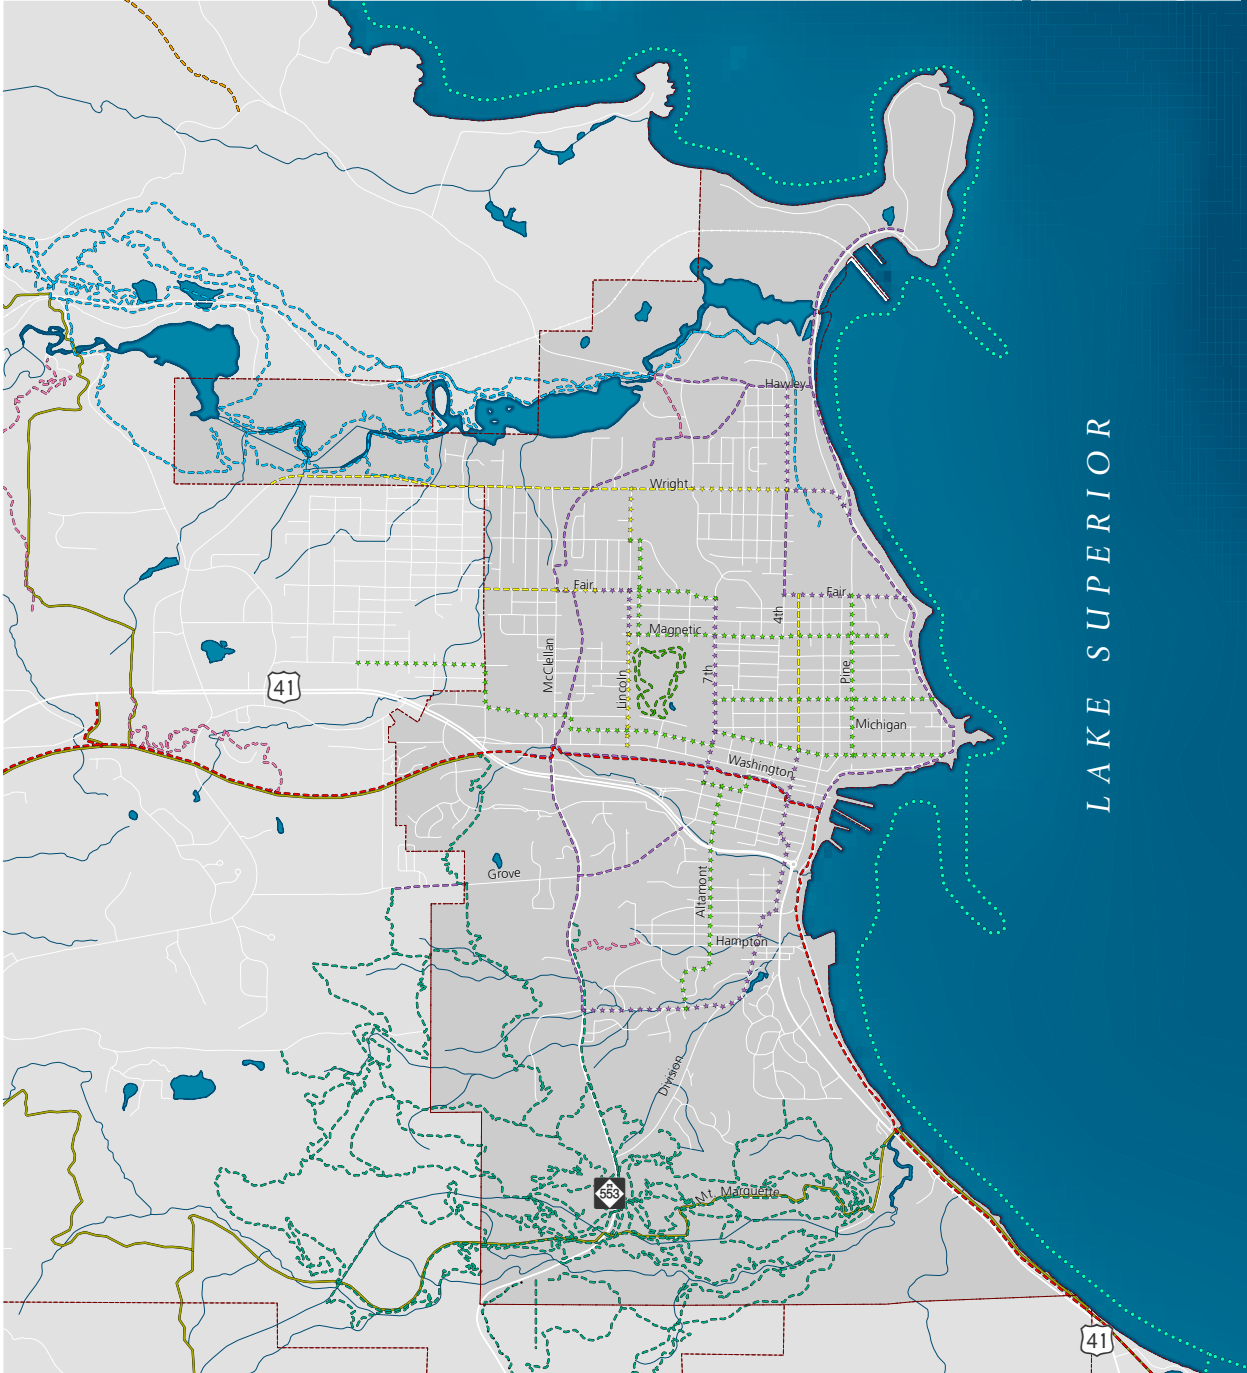 Hawley
Wright
Fair
Fair
4th
Magnetic
McClellan
7th
Pine
Lincoln
41
Michigan
Washington
Grove
Altamont
Hampton
Division
M
553
Mt. Marquette
41
LAKE SUPERIOR